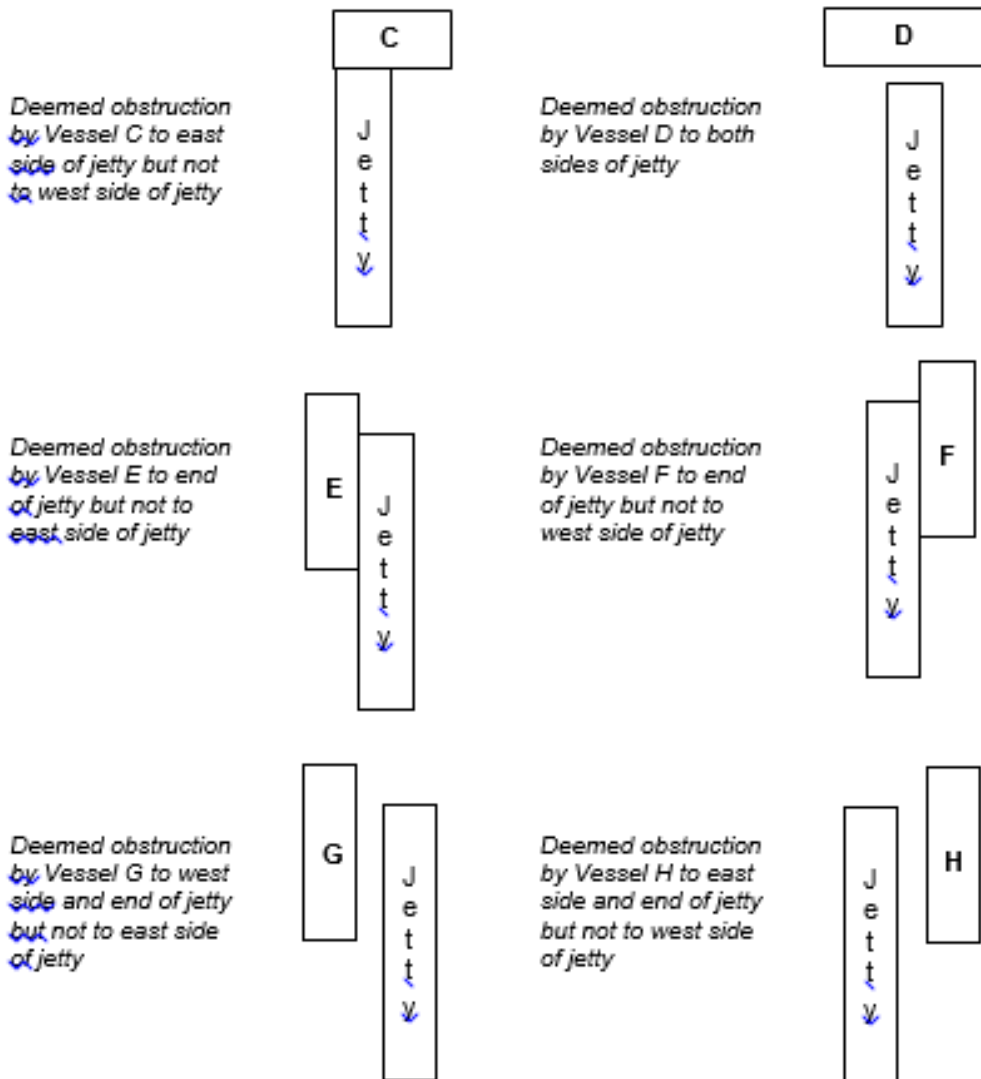 C
Deemed obstruction
by Vessel C to east
side of jetty but not
to west side of jetty
J
e
t
t
y
D
Deemed obstruction
by Vessel D to both
sides of jetty
J
e
t
t
y
Deemed obstruction
by Vessel E to end
of jetty but not to
east side of jetty
E
J
e
t
t
y
Deemed obstruction
by Vessel F to end
of jetty but not to
west side of jetty
F
J
e
t
t
y
Deemed obstruction
by Vessel G to west
side and end of jetty
but not to east side
of jetty
G
J
e
t
t
y
Deemed obstruction
by Vessel H to east
side and end of jetty
but not to west side
of jetty
H
J
e
t
t
y